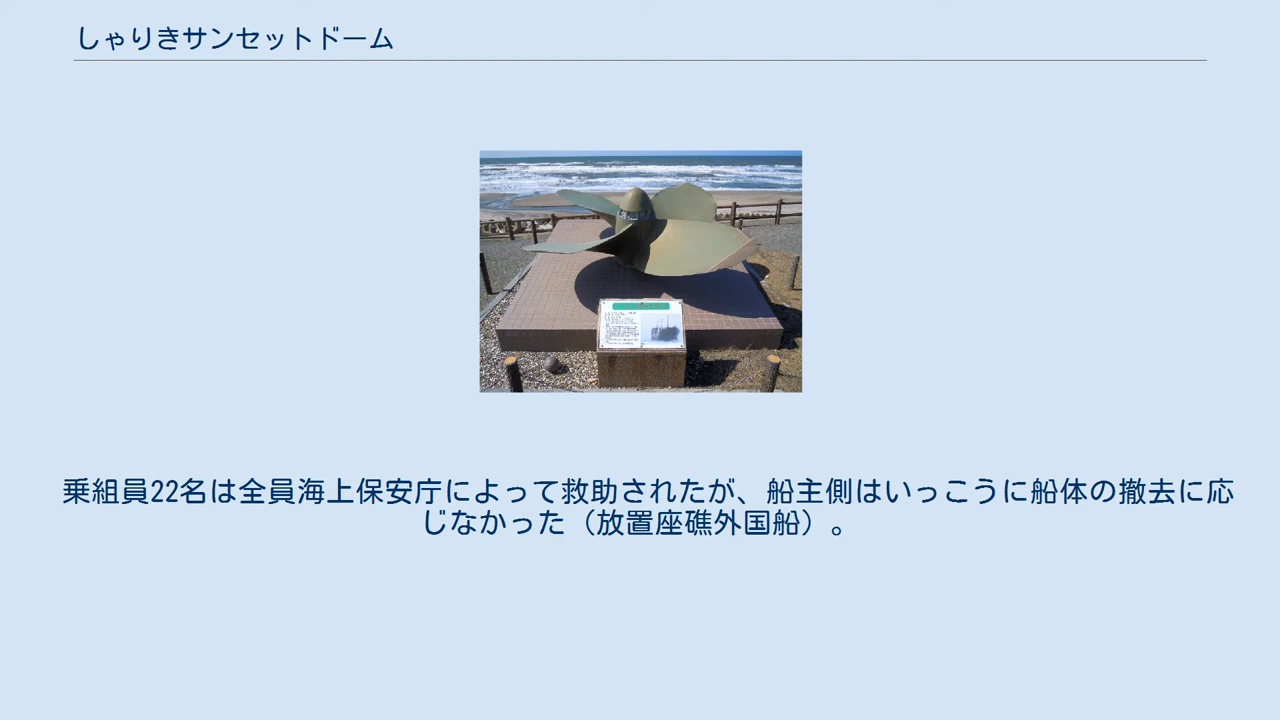 しゃりきサンセットドーム
乗組員22名は全員海上保安庁によって救助されたが、船主側はいっこうに船体の撤去に応
じなかった（放置座礁外国船）。